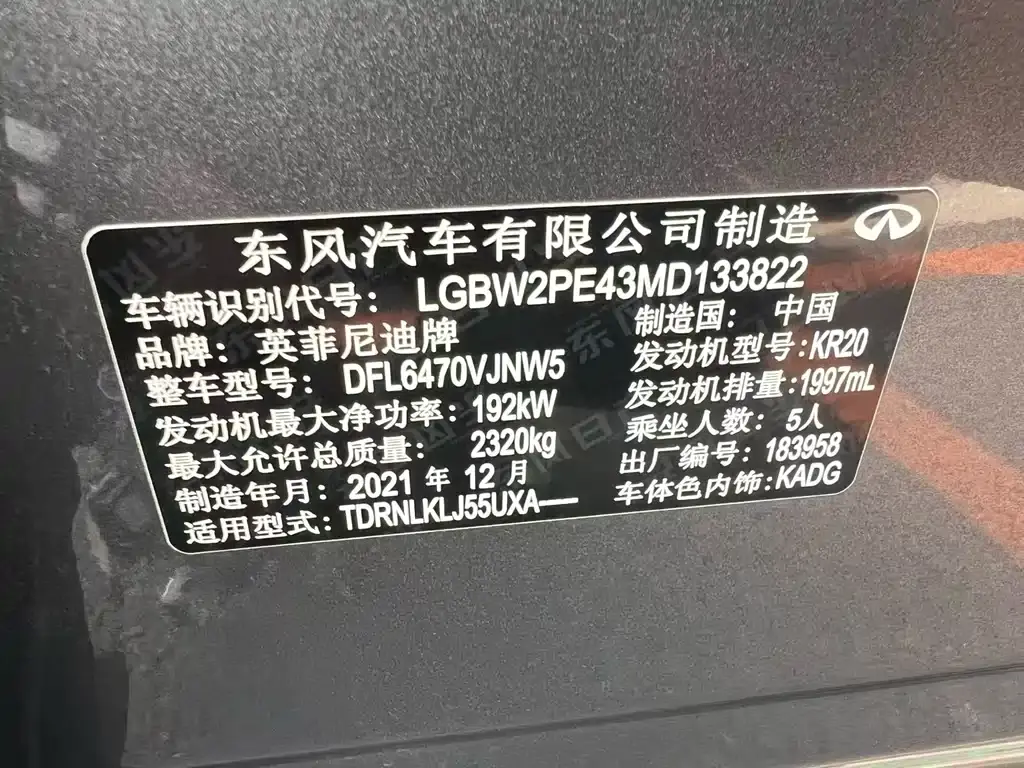 东风汽车有限公司制造
车辆识别代号: LGBW2PE43MD133822
品牌: 英菲尼迪牌 制造国: 中国
整车型号: DFL6470VJNW5 发动机型号:KR20
发动机最大净功率: 192kW 发动机排量:1997mL
最大允许总质量: 2320kg 乘坐人数: 5人
制造年月: 2021 年 12 月 出厂编号: 183958
适用型式:TDRNLKLJ55UXA— 车体色内饰:KADG